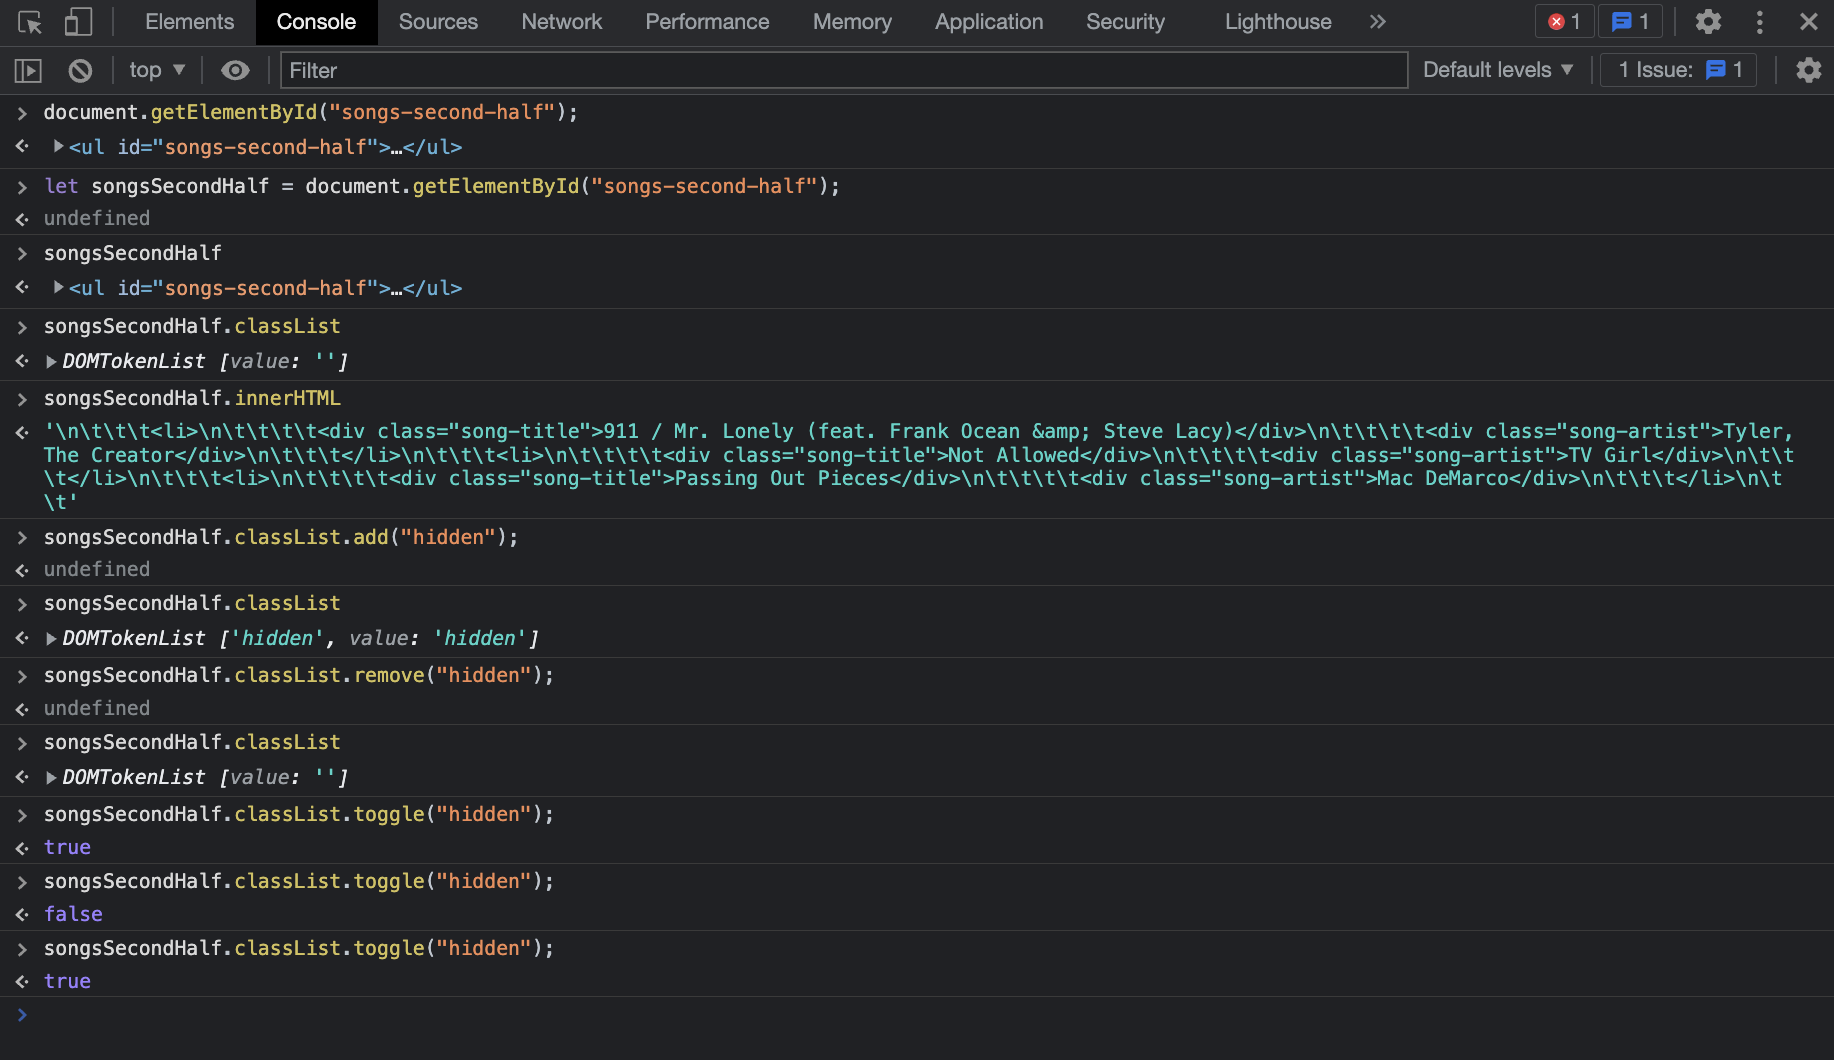 Elements Console Sources Network Performance Memory Application Security Lighthouse 1 1
top Filter Default levels 1 Issue: 1
document.getElementById("songs-second-half");
<ul id="songs-second-half">…</ul>
let songsSecondHalf = document.getElementById("songs-second-half");
undefined
songsSecondHalf
<ul id="songs-second-half">…</ul>
songsSecondHalf.classList
DOMTokenList [value: '']
songsSecondHalf.innerHTML
'\n\t\t\t<li>\n\t\t\t\t<div class="song-title">911 / Mr. Lonely (feat. Frank Ocean &amp; Steve Lacy)</div>\n\t\t\t\t<div class="song-artist">Tyler,
The Creator</div>\n\t\t\t</li>\n\t\t\t<li>\n\t\t\t\t<div class="song-title">Not Allowed</div>\n\t\t\t\t<div class="song-artist">TV Girl</div>\n\t\t
\t</li>\n\t\t\t<li>\n\t\t\t\t<div class="song-title">Passing Out Pieces</div>\n\t\t\t\t<div class="song-artist">Mac DeMarco</div>\n\t\t\t</li>\n\t
\t'
songsSecondHalf.classList.add("hidden");
undefined
songsSecondHalf.classList
DOMTokenList ['hidden', value: 'hidden']
songsSecondHalf.classList.remove("hidden");
undefined
songsSecondHalf.classList
DOMTokenList [value: '']
songsSecondHalf.classList.toggle("hidden");
true
songsSecondHalf.classList.toggle("hidden");
false
songsSecondHalf.classList.toggle("hidden");
true